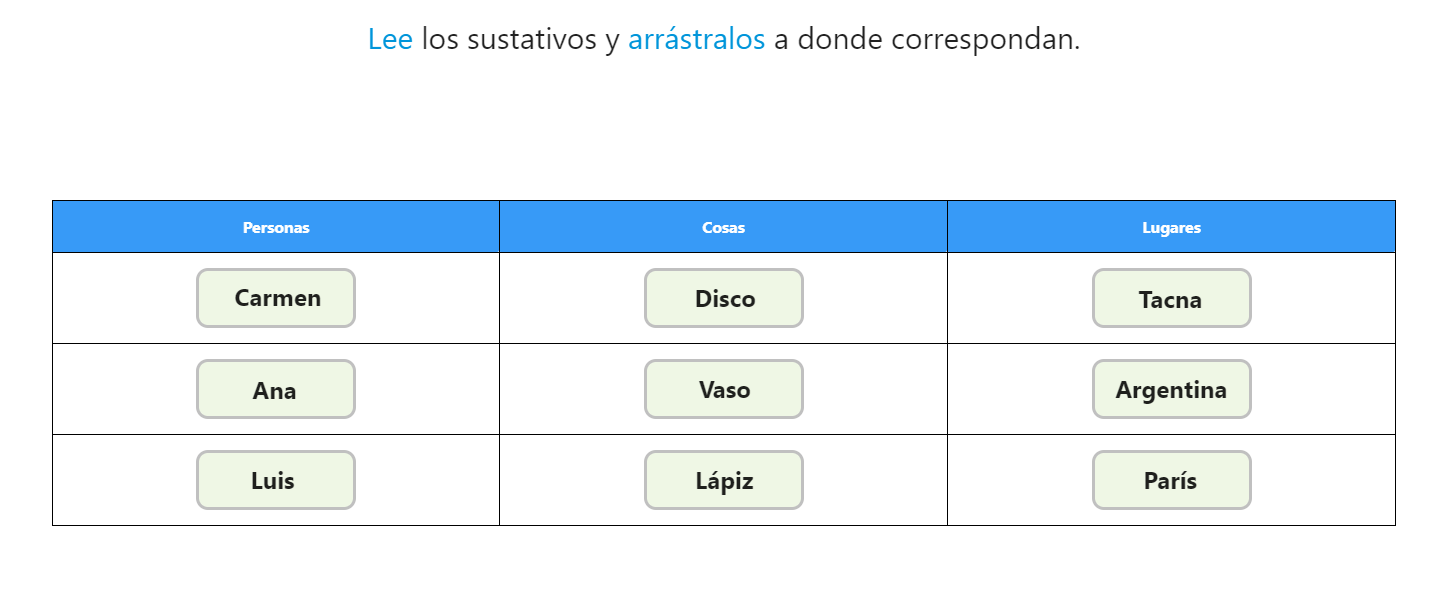 Lee los sustativos y arrástralos a donde correspondan.
Personas Cosas Lugares
Carmen Disco Tacna
Ana Vaso Argentina
Luis Lápiz París